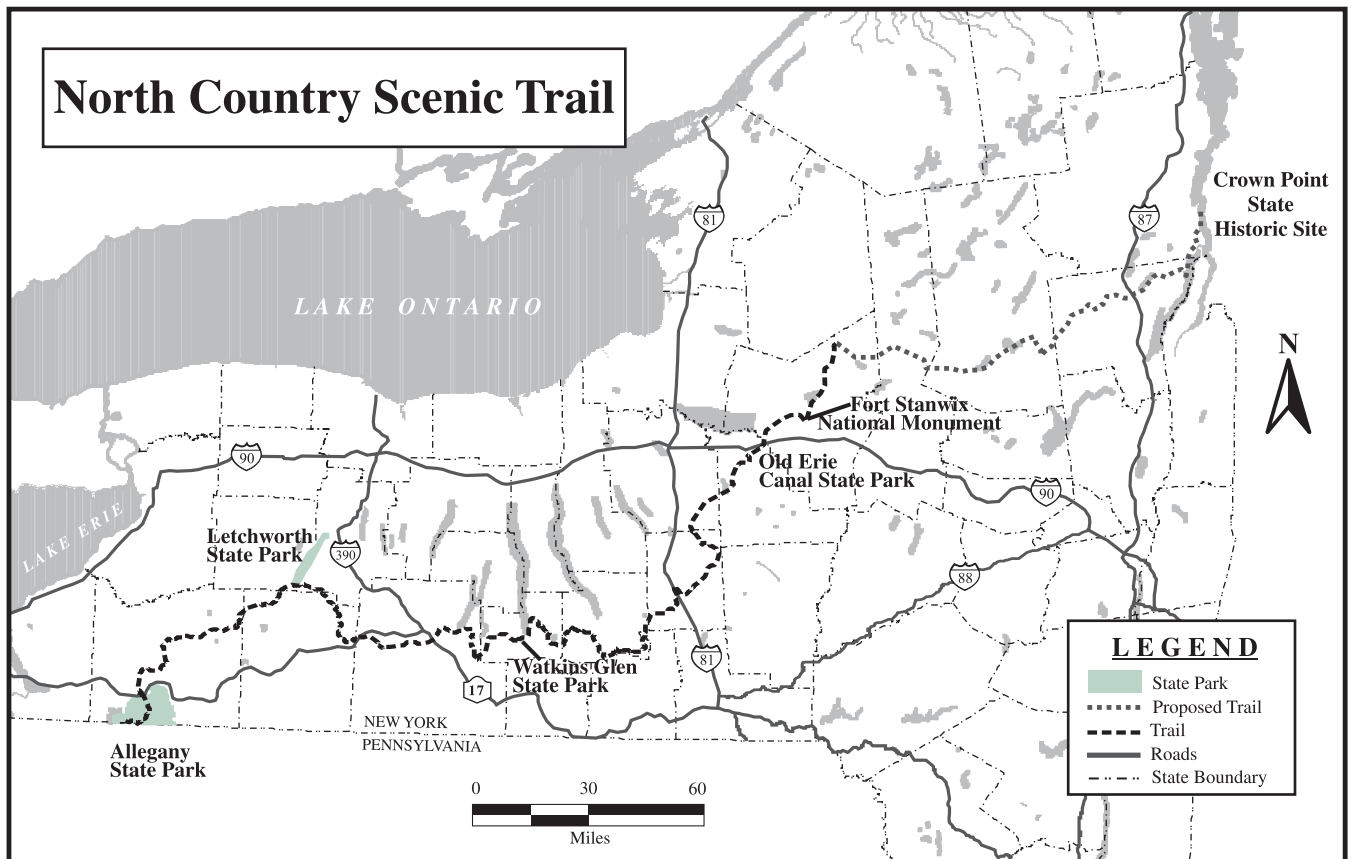 North Country Scenic Trail
LAKE ONTARIO
LAKE ERIE
81
87
Crown Point
State
Historic Site
N
Fort Stanwix
National Monument
Old Erie
Canal State Park
90
90
Letchworth
State Park
390
88
Watkins Glen
State Park
81
17
NEW YORK
PENNSYLVANIA
Allegany
State Park
0 30 60
Miles
LEGEND
State Park
Proposed Trail
Trail
Roads
State Boundary